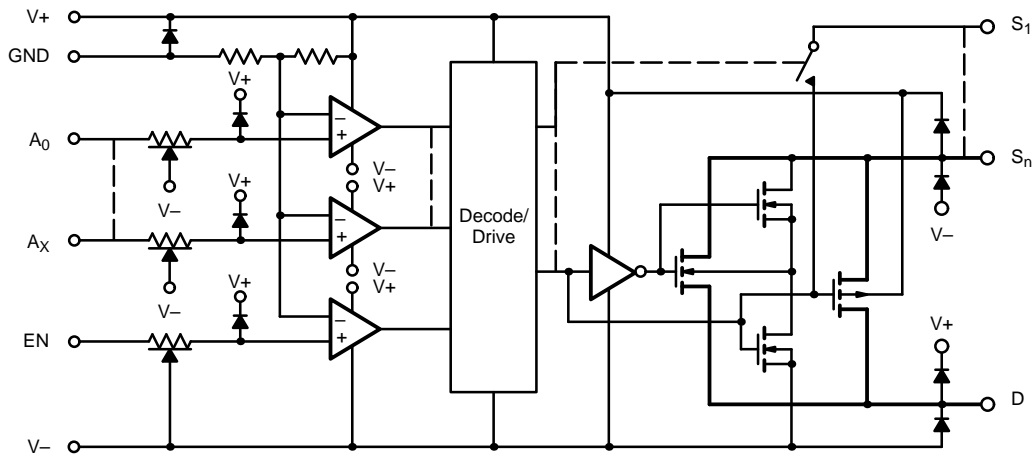 V+
S1
GND
V+
A0
Sn
V–
V+
V–
Decode/
Drive
V+
AX
V–
V–
V+
V+
V–
V+
EN
D
V–
–
+
–
+
–
+